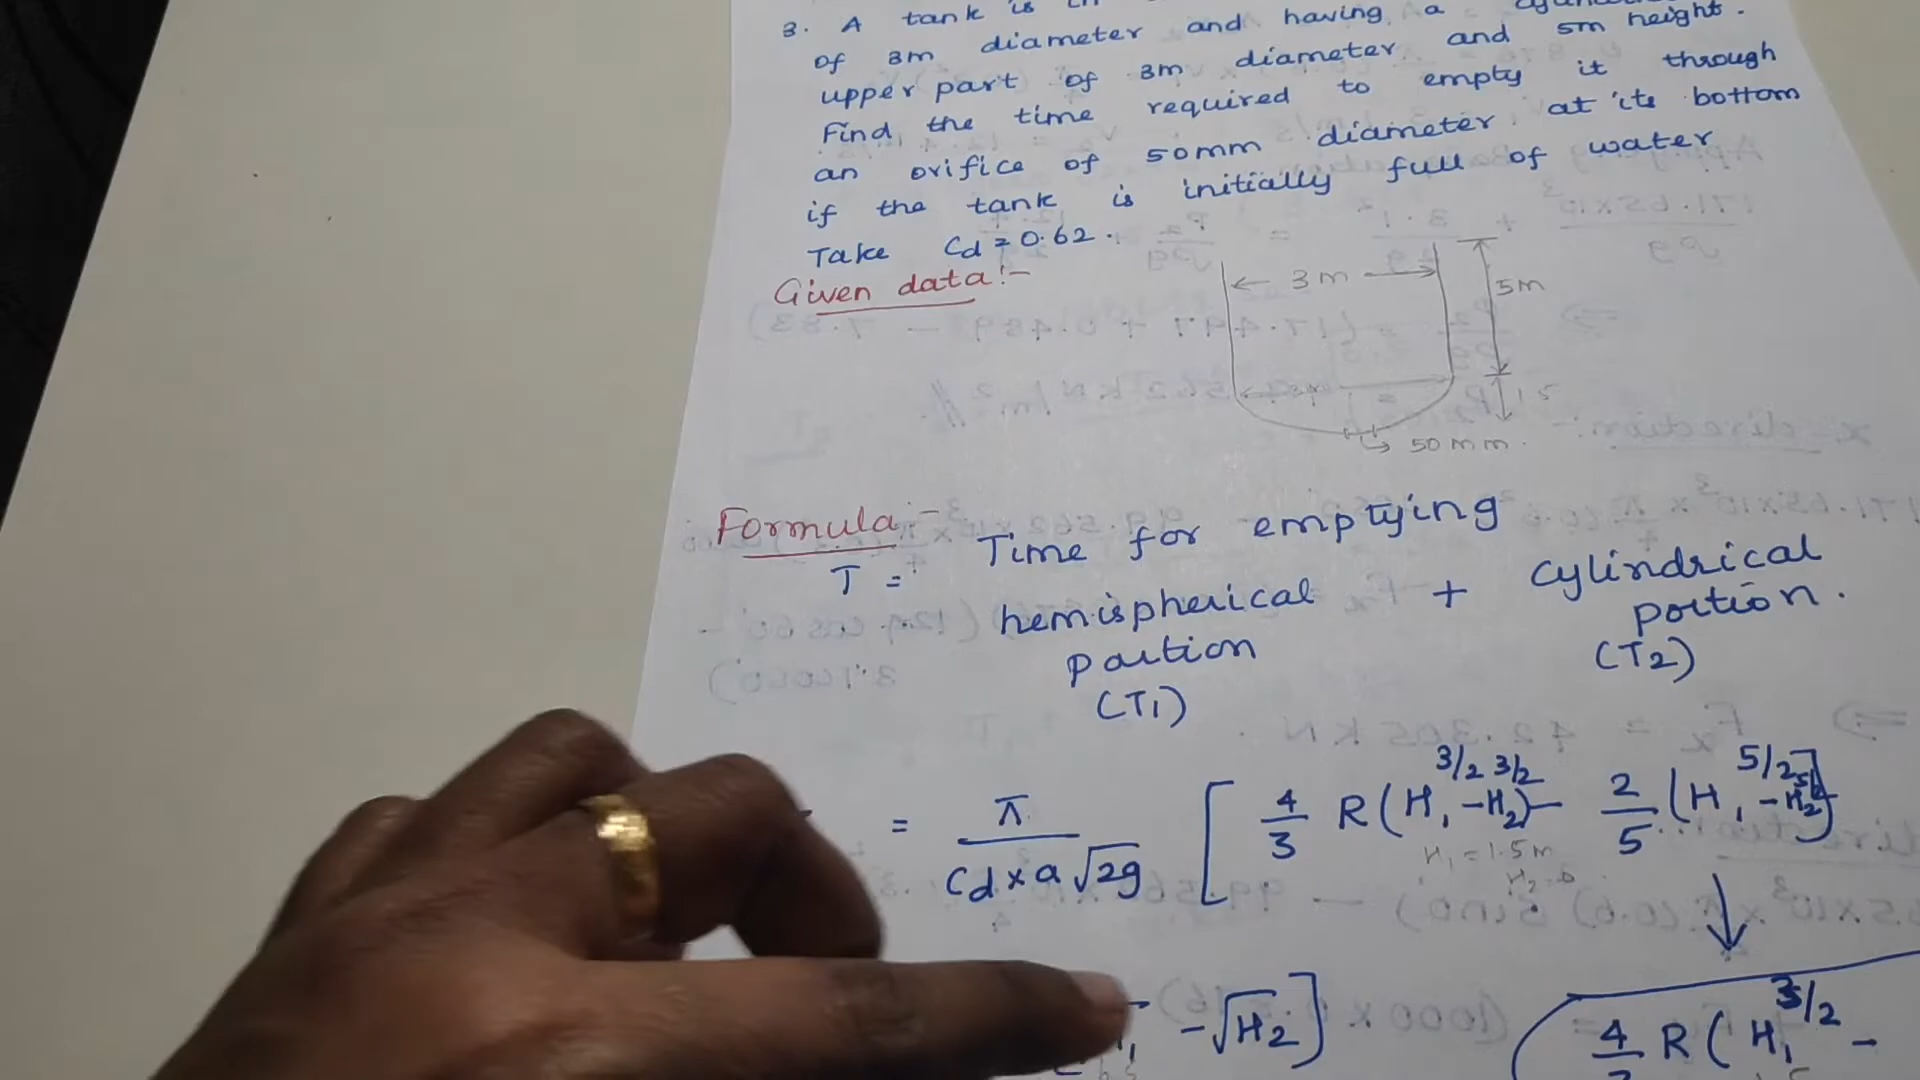 3. A tank is in
of 3m diameter and having a
upper part of 3m diameter and 5m height.
Find the time required to empty it through
an orifice of 50mm diameter at its bottom
if the tank is initially full of water
Take Cd = 0.62.
Given data:-
3m
5m
1.5
50 mm.
Formula:-
T = Time for emptying
hemispherical + cylindrical
portion portion.
(T1) (T2)
= π / Cd x a √2g [ 4/3 R (H₁^3/2 - H₂^3/2) - 2/5 (H₁^5/2 - H₂^5/2) ]
H₁ = 1.5m
H₂ = 0
- √H₂ ]
4/3 R ( H₁^3/2 -